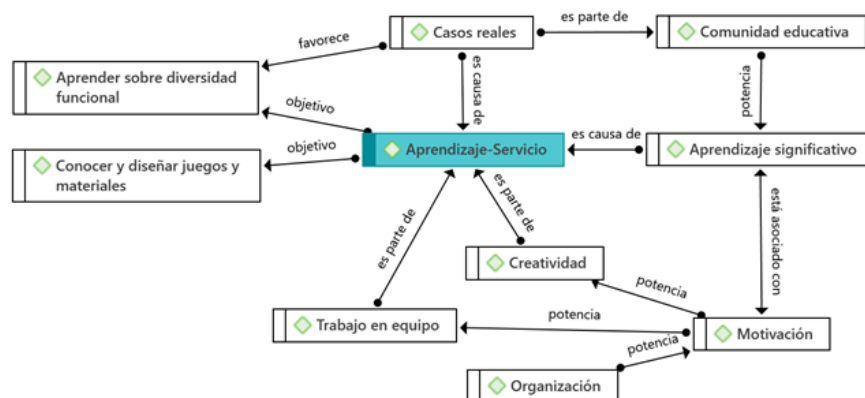 Casos reales
es parte de
Comunidad educativa
favorece
Aprender sobre diversidad
funcional
es causa de
potencia
objetivo
Aprendizaje-Servicio
es causa de
Aprendizaje significativo
objetivo
Conocer y diseñar juegos y
materiales
es parte de
es parte de
está asociado con
Creatividad
potencia
Trabajo en equipo
potencia
Motivación
potencia
Organización